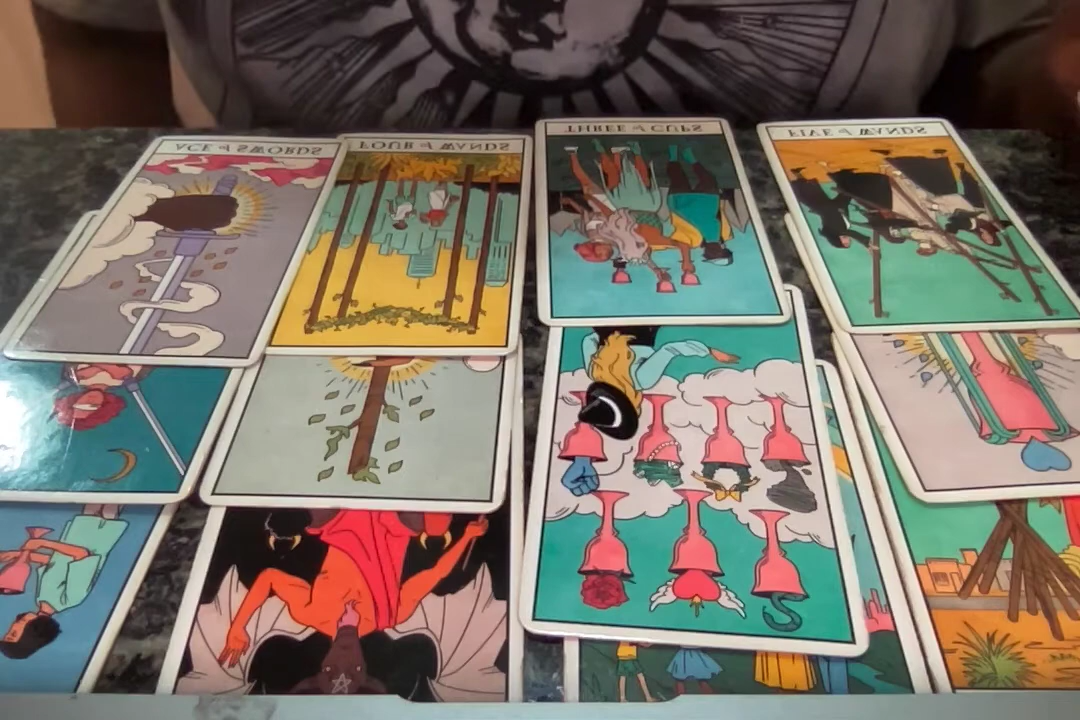 ACE of SWORDS
FOUR of WANDS
THREE of CUPS
FIVE of WANDS